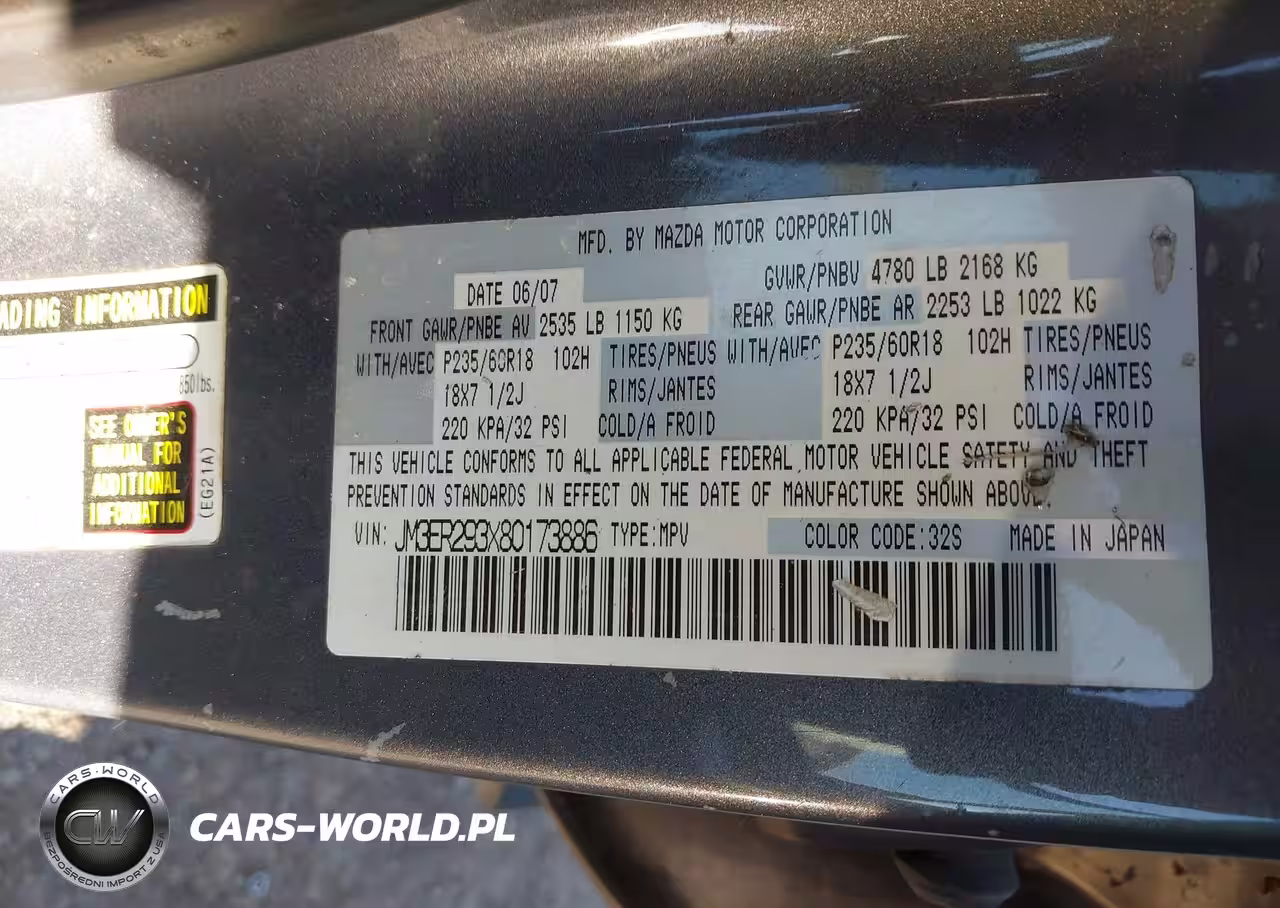 MFD. BY MAZDA MOTOR CORPORATION
DATE 06/07
GVWR/PNBV 4780 LB 2168 KG
FRONT GAWR/PNBE AV 2535 LB 1150 KG
REAR GAWR/PNBE AR 2253 LB 1022 KG
WITH/AVEC P235/60R18 102H TIRES/PNEUS WITH/AVEC P235/60R18 102H TIRES/PNEUS
18X7 1/2J RIMS/JANTES 18X7 1/2J RIMS/JANTES
220 KPA/32 PSI COLD/A FROID 220 KPA/32 PSI COLD/A FROID
THIS VEHICLE CONFORMS TO ALL APPLICABLE FEDERAL MOTOR VEHICLE SAFETY AND THEFT
PREVENTION STANDARDS IN EFFECT ON THE DATE OF MANUFACTURE SHOWN ABOVE.
VIN: JM3ER293X80173886 TYPE:MPV COLOR CODE:32S MADE IN JAPAN
ADING INFORMATION
850lbs.
SEE OWNER'S
MANUAL FOR
ADDITIONAL
INFORMATION
(EG21A)
CARS-WORLD
CW
BEZPOŚREDNI IMPORT Z USA
CARS-WORLD.PL